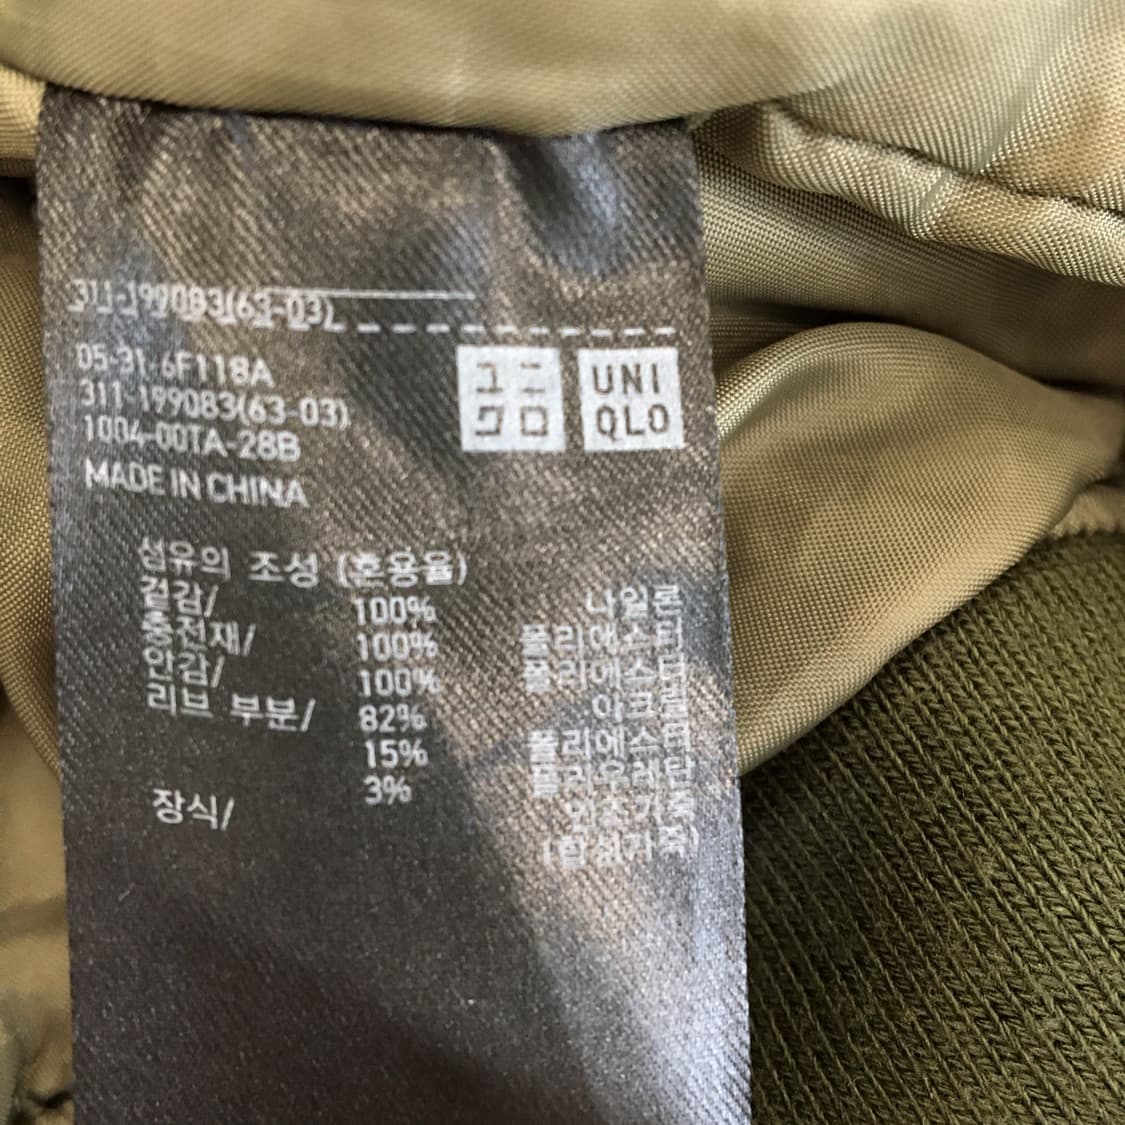 311-199083(63-03)
05-31-6F118A
311-199083(63-03)
1004-00TA-28B
MADE IN CHINA
ユニ
クロ
UNI
QLO
섬유의 조성 (혼용율)
겉감/ 100% 나일론
충전재/ 100% 폴리에스터
안감/ 100% 폴리에스터
리브 부분/ 82% 아크릴
15% 폴리에스터
3% 폴리우레탄
장식/ 인조가죽
(합성가죽)